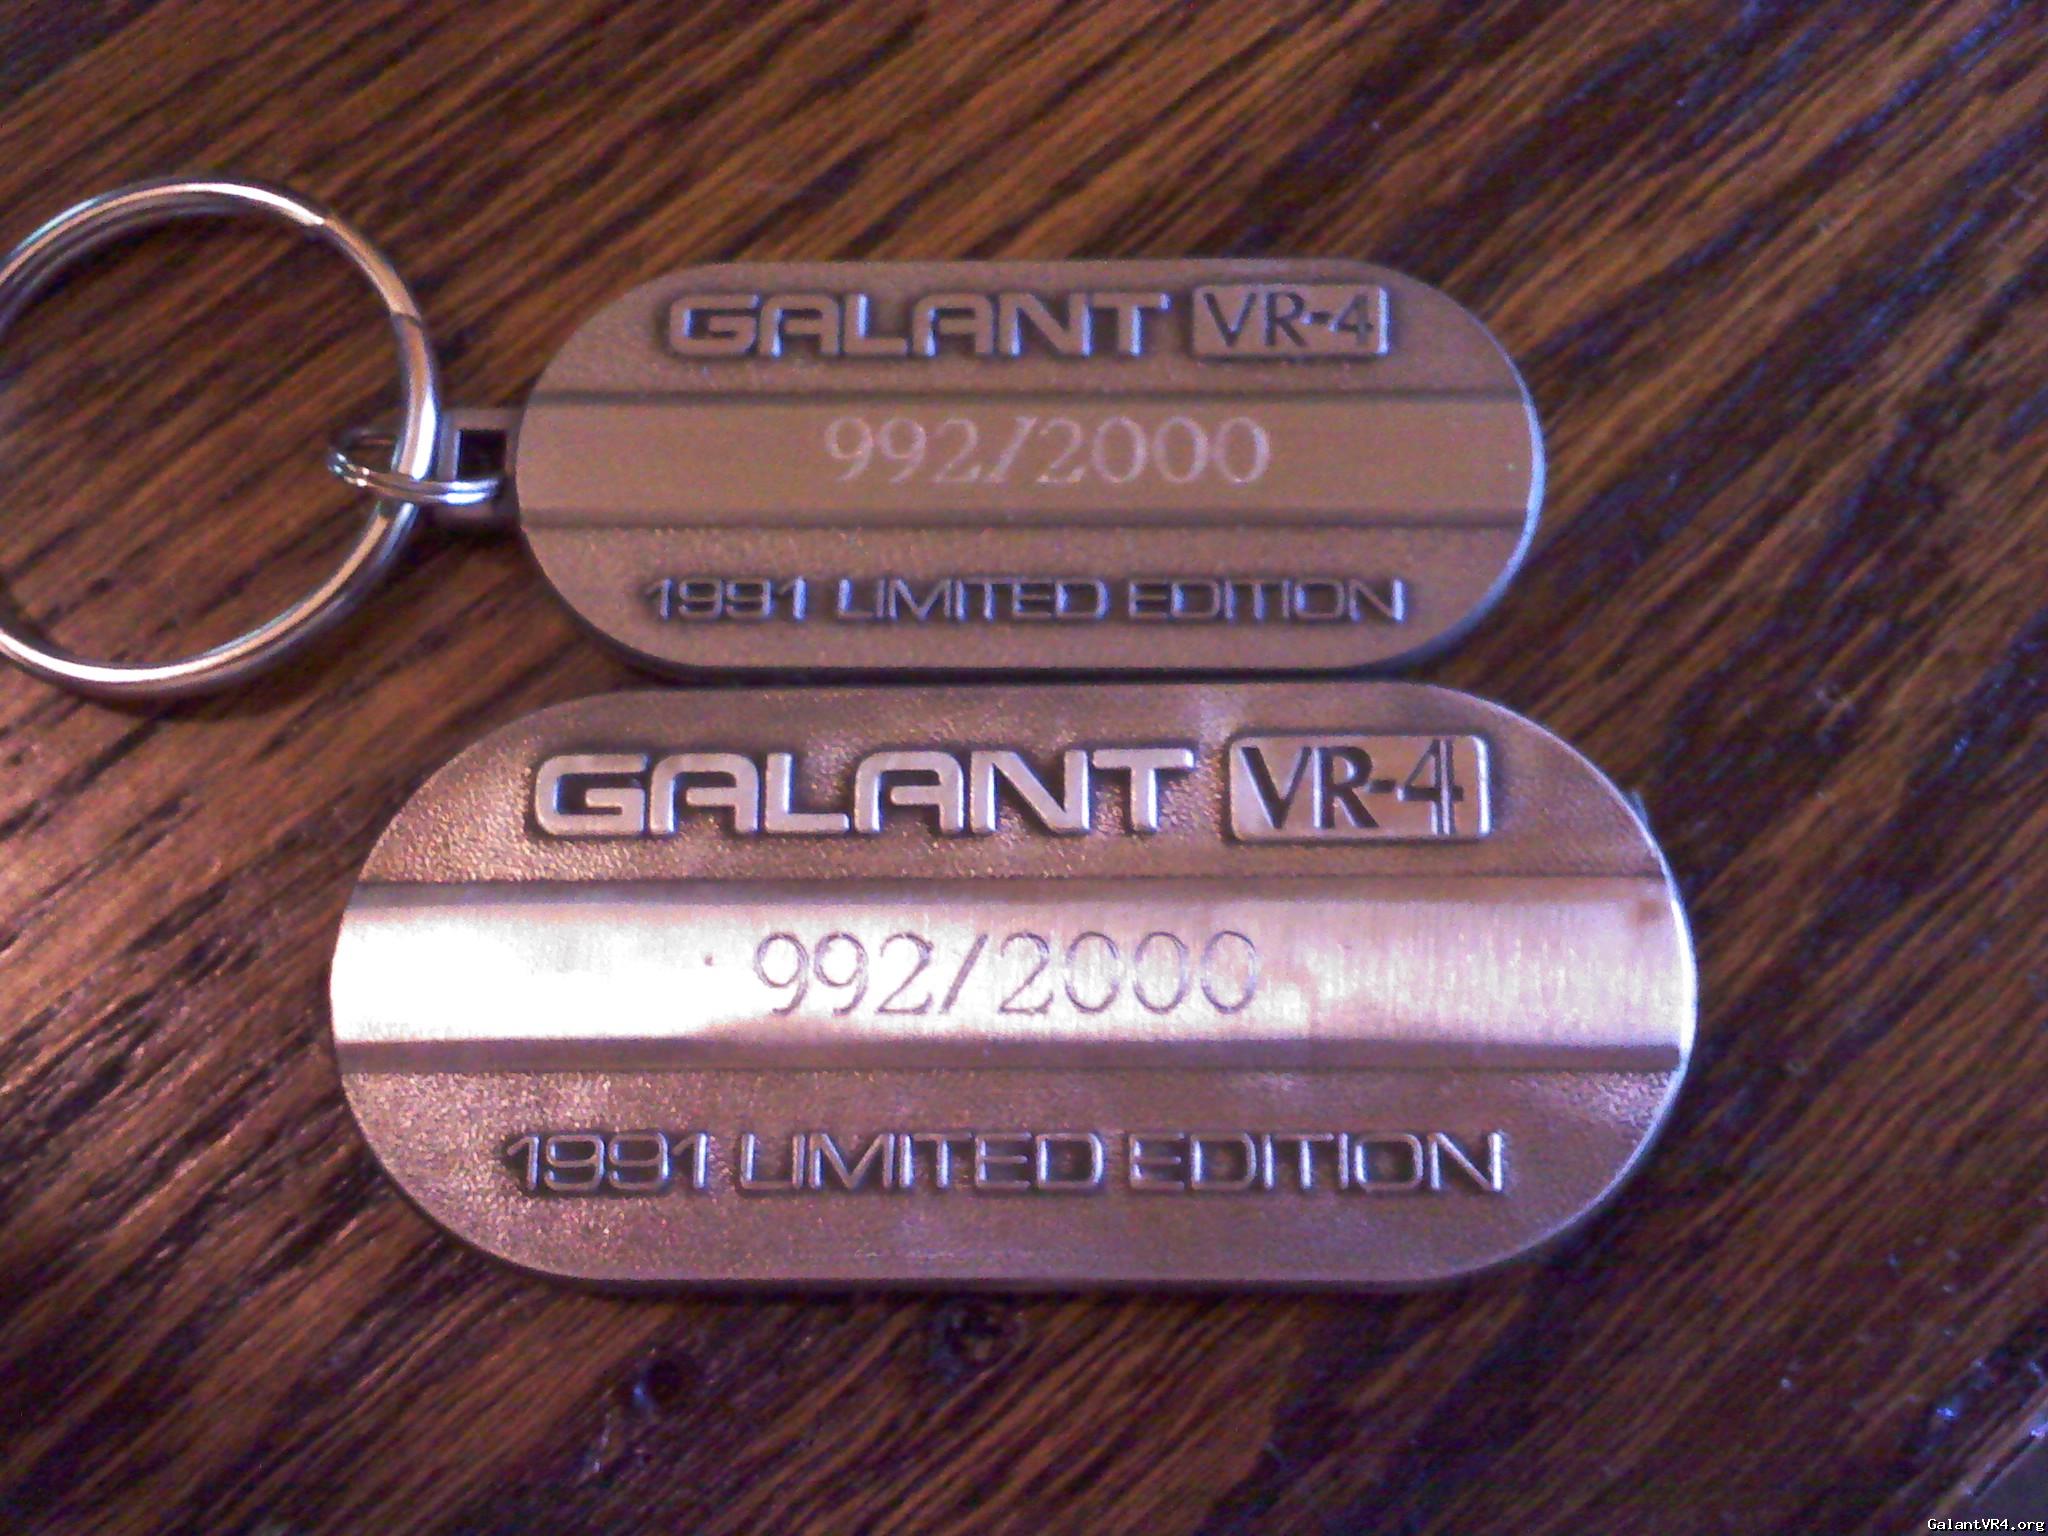 GALANT VR-4
992/2000
1991 LIMITED EDITION
GALANT VR-4
992/2000
1991 LIMITED EDITION
GalantVR4.org